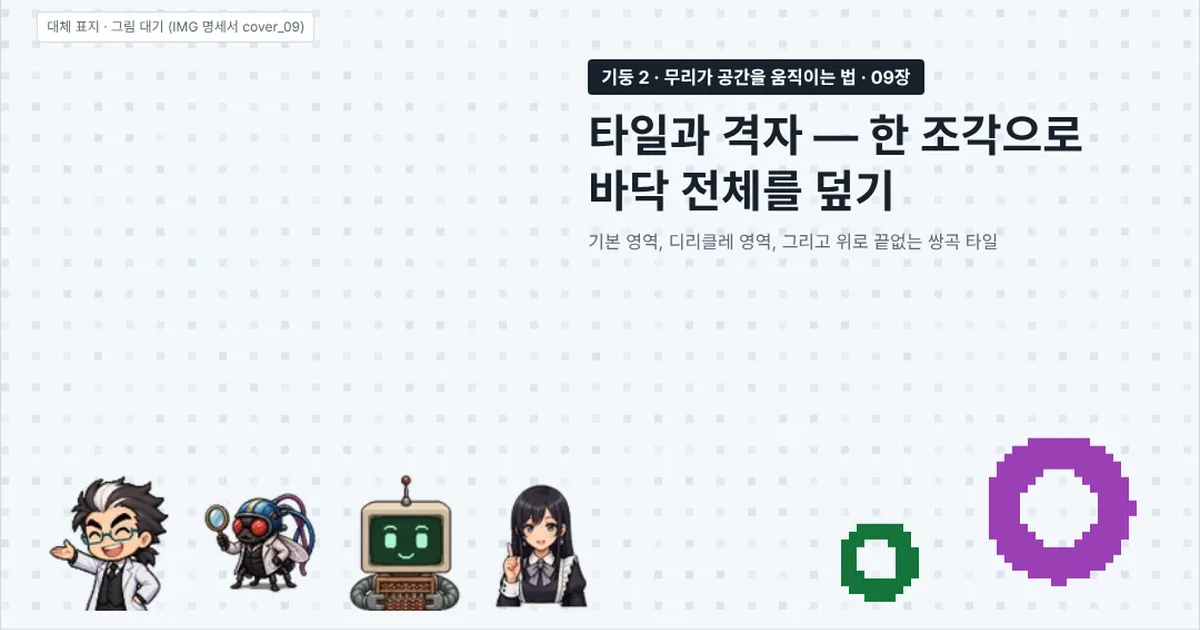 대체 표지 · 그림 대기 (IMG 명세서 cover_09)
기둥 2 · 무리가 공간을 움직이는 법 · 09장
타일과 격자 — 한 조각으로
바닥 전체를 덮기
기본 영역, 디리클레 영역, 그리고 위로 끝없는 쌍곡 타일